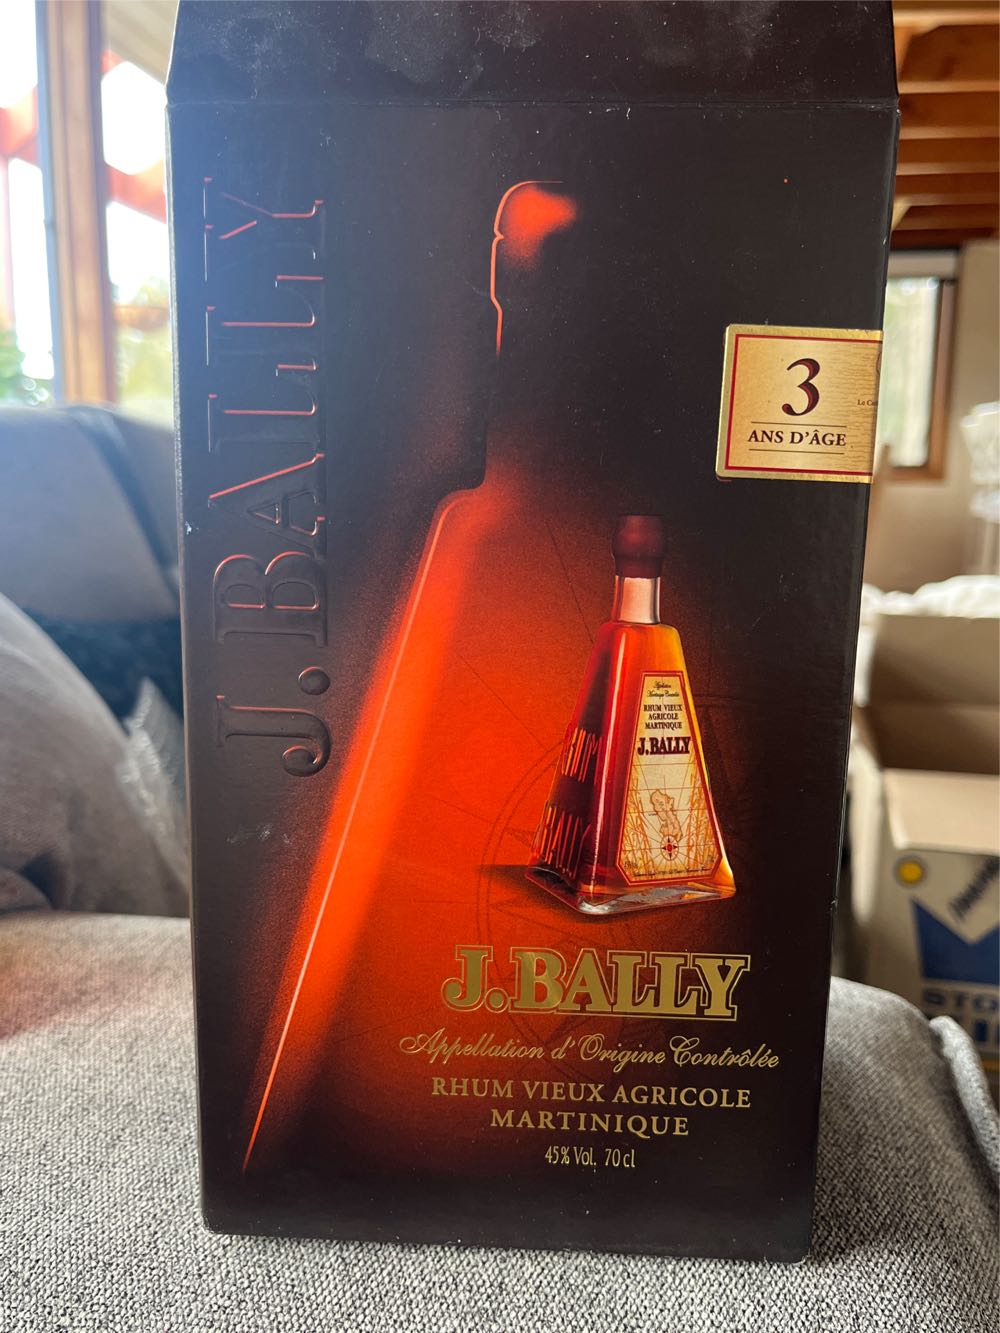 J.BALLY
3
ANS D'ÂGE
Appellation
RHUM VIEUX
AGRICOLE
MARTINIQUE
J.BALLY
J.BALLY
Appellation d'Origine Contrôlée
RHUM VIEUX AGRICOLE
MARTINIQUE
45% Vol. 70 cl